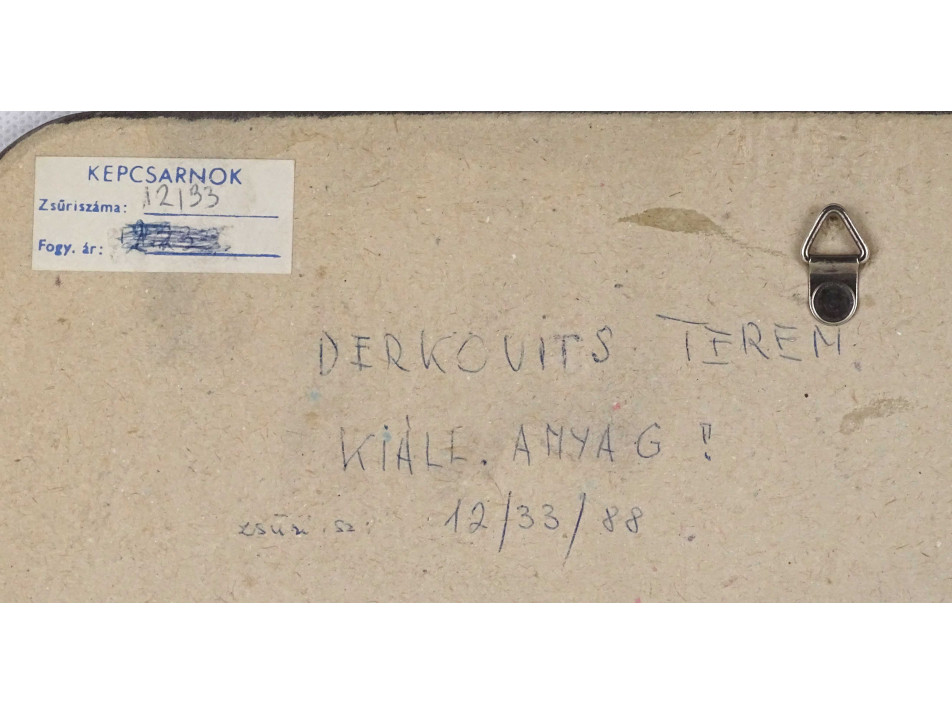 KEPCSARNOK
Zsűriszáma: 12/33
Fogy. ár:
DERKOVITS TEREM.
KIÁLL. ANYAG!
zsűri sz. 12/33/88